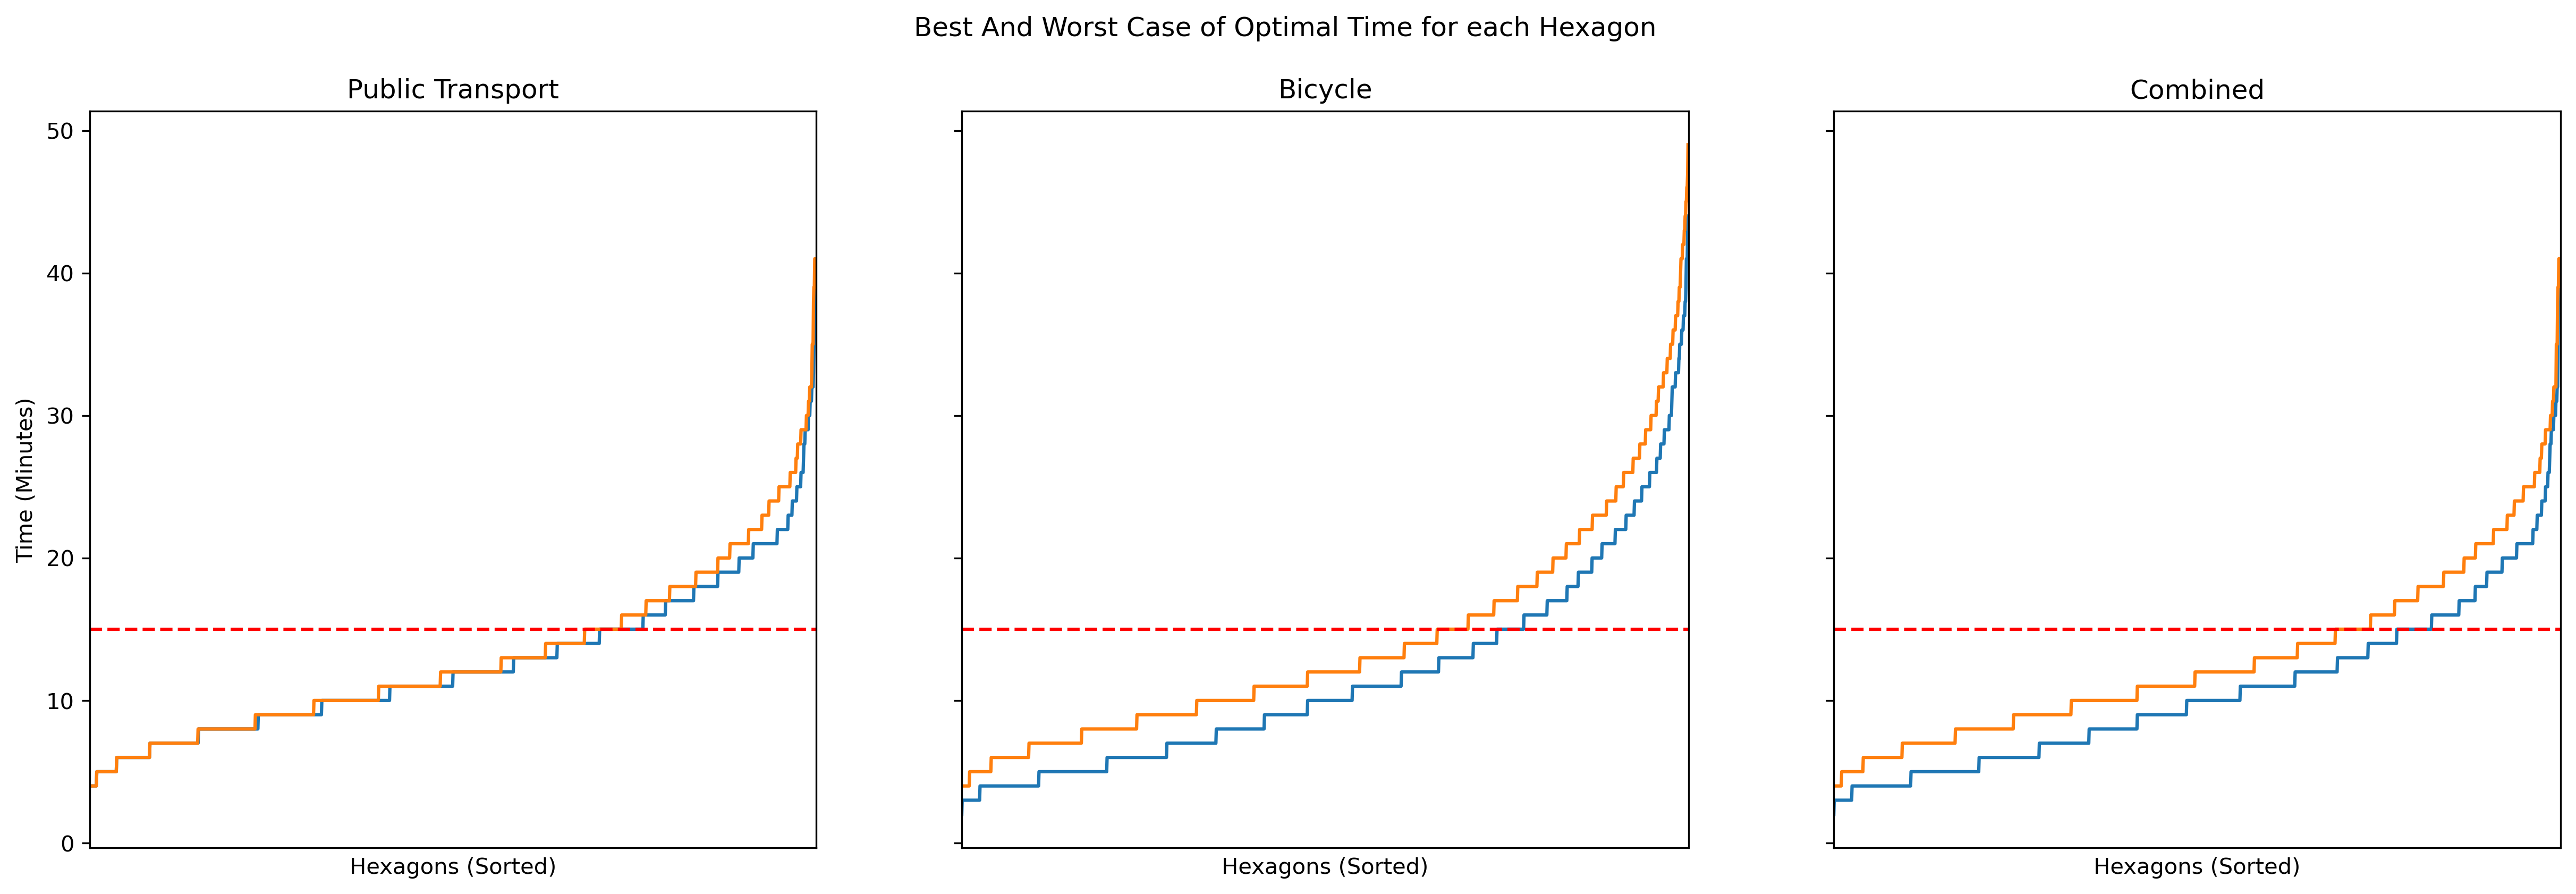 Best And Worst Case of Optimal Time for each Hexagon
Public Transport
Bicycle
Combined
Time (Minutes)
50
40
30
20
10
0
Hexagons (Sorted)
Hexagons (Sorted)
Hexagons (Sorted)